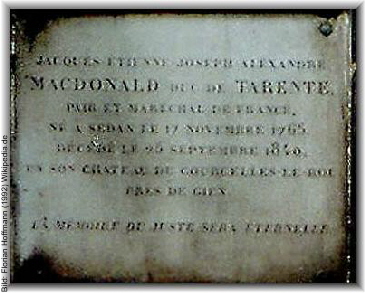 JACQUES ETIENNE JOSEPH ALEXANDRE
MACDONALD DUC DE TARENTE,
PAIR ET MARECHAL DE FRANCE,
NÉ A SEDAN LE 17 NOVEMBRE 1765.
DÉCÉDÉ LE 25 SEPTEMBRE 1840,
EN SON CHATEAU DE COURCELLES-LE-ROI
PRES DE GIEN.
LA MEMOIRE DU JUSTE SERA ETERNELLE
Bild: Florian Hoffmann (1992) Wikipedia.de